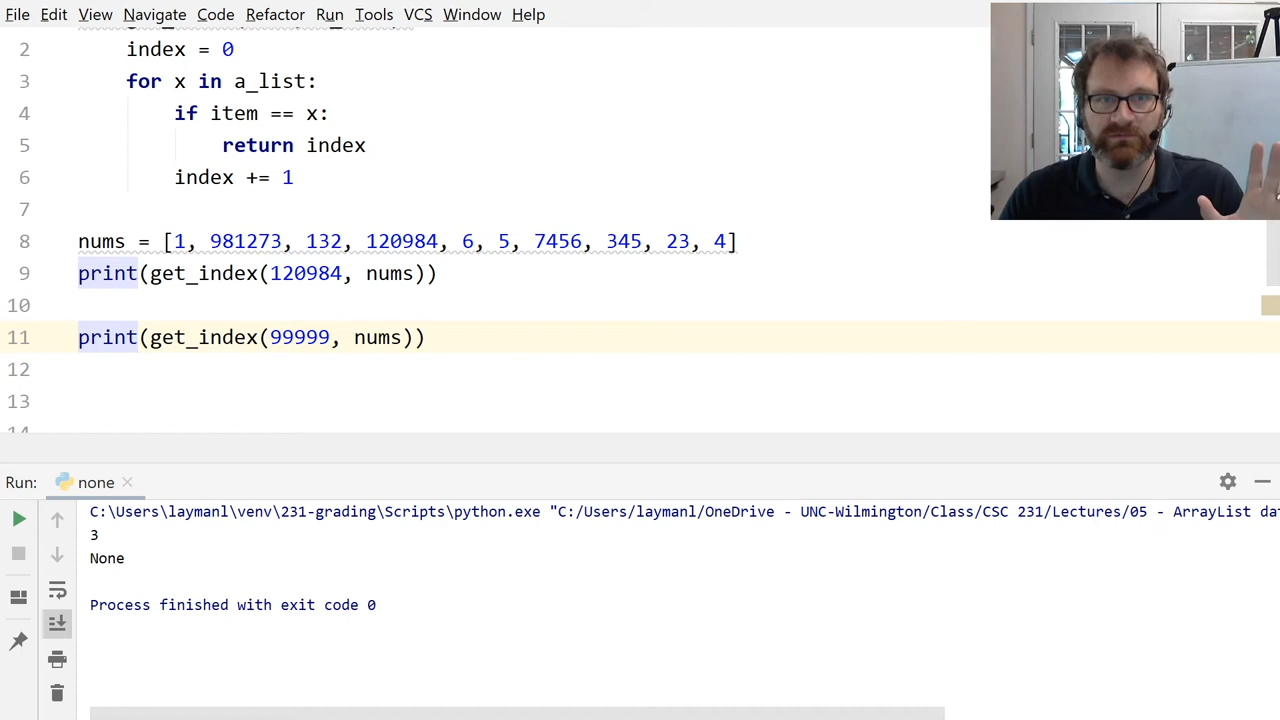 File Edit View Navigate Code Refactor Run Tools VCS Window Help
2 index = 0
3 for x in a_list:
4 if item == x:
5 return index
6 index += 1
7
8 nums = [1, 981273, 132, 120984, 6, 5, 7456, 345, 23, 4]
9 print(get_index(120984, nums))
10
11 print(get_index(99999, nums))
12
13
Run: none
C:\Users\laymanl\venv\231-grading\Scripts\python.exe "C:/Users/laymanl/OneDrive - UNC-Wilmington/Class/CSC 231/Lectures/05 - ArrayList da
3
None
Process finished with exit code 0